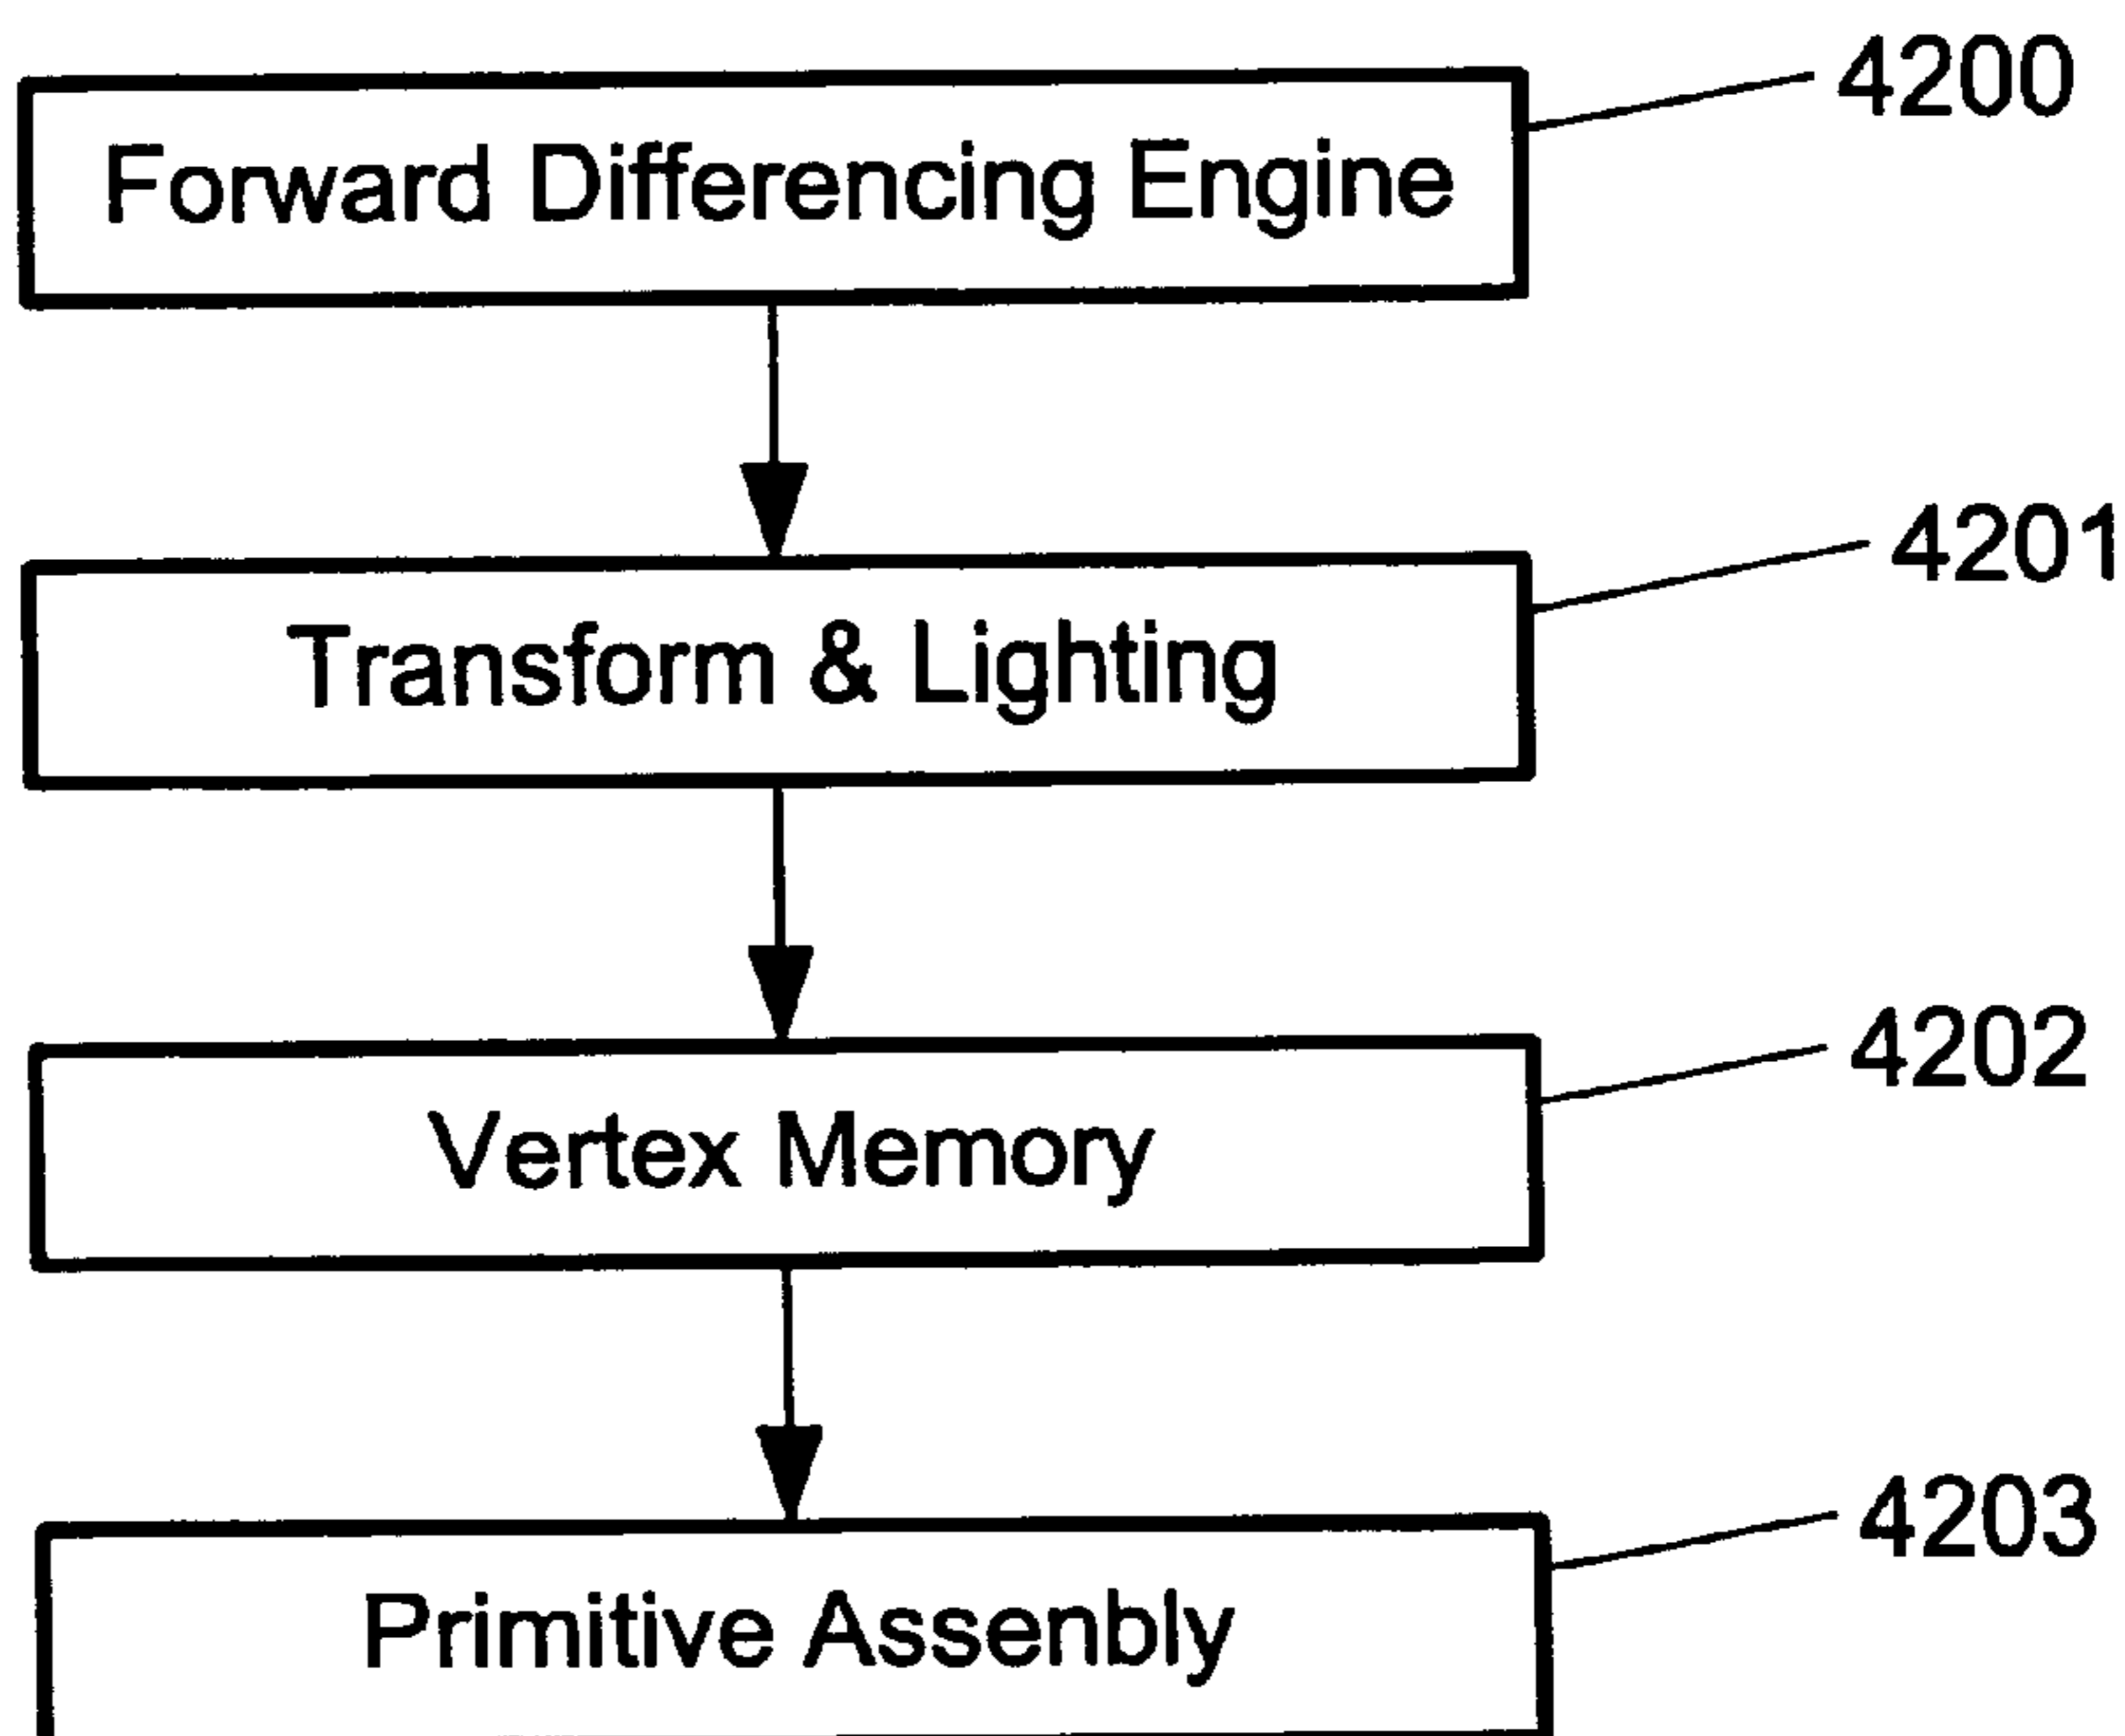 4200
Forward Differencing Engine
4201
Transform & Lighting
4202
Vertex Memory
4203
Primitive Assenbly